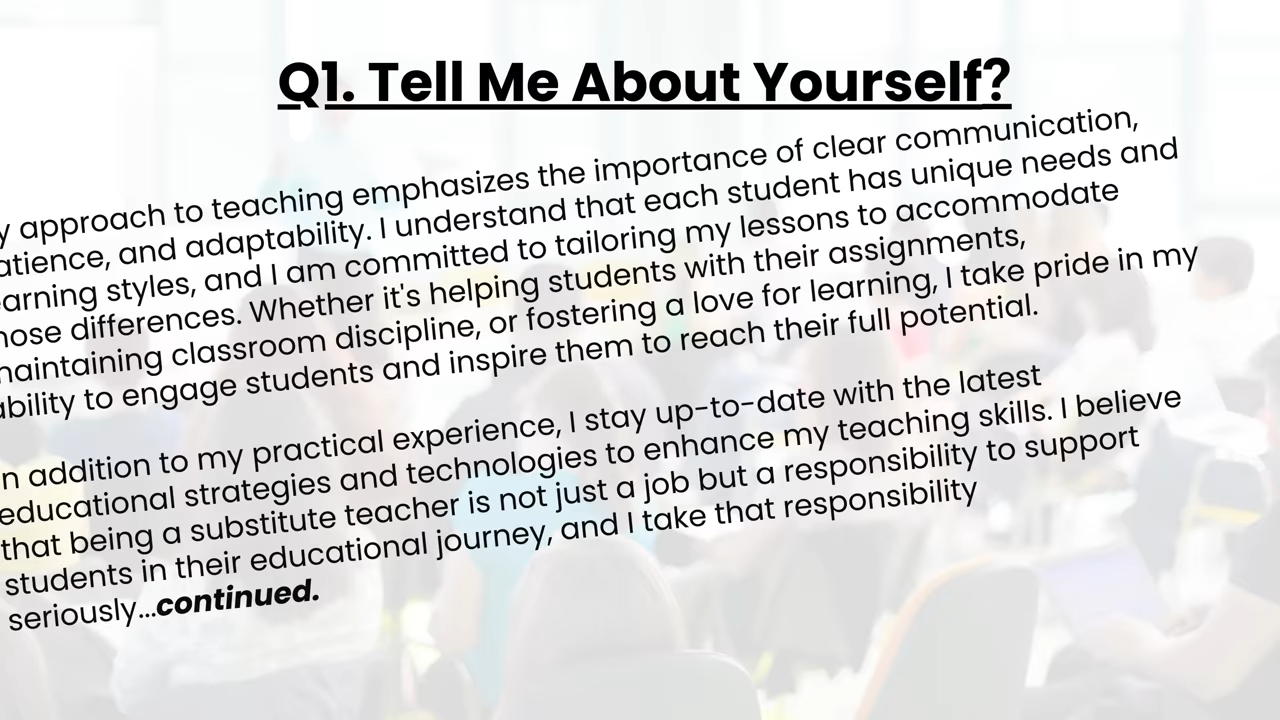 Q1. Tell Me About Yourself?
y approach to teaching emphasizes the importance of clear communication,
atience, and adaptability. I understand that each student has unique needs and
earning styles, and I am committed to tailoring my lessons to accommodate
hose differences. Whether it's helping students with their assignments,
maintaining classroom discipline, or fostering a love for learning, I take pride in my
ability to engage students and inspire them to reach their full potential.
n addition to my practical experience, I stay up-to-date with the latest
educational strategies and technologies to enhance my teaching skills. I believe
that being a substitute teacher is not just a job but a responsibility to support
students in their educational journey, and I take that responsibility
seriously...continued.